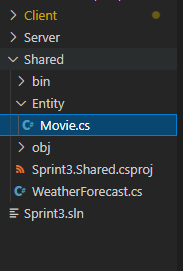 Client
Server
Shared
bin
Entity
C# Movie.cs
obj
Sprint3.Shared.csproj
C# WeatherForecast.cs
Sprint3.sln